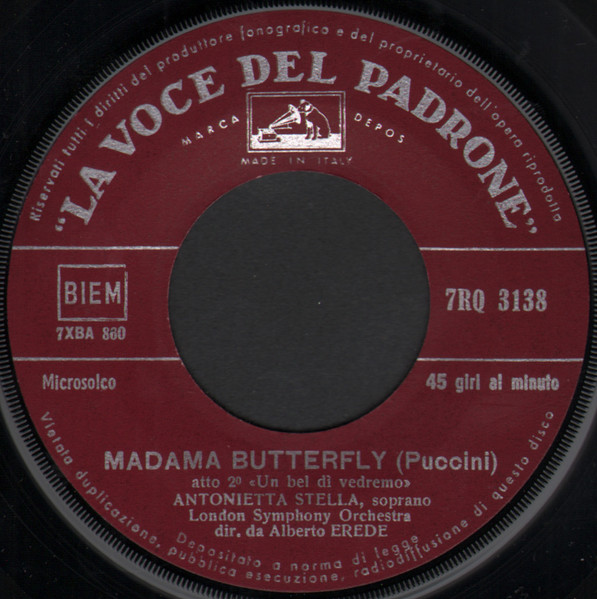 Riservati tutti i diritti del produttore fonografico e del proprietario dell'opera riprodotta
"LA VOCE DEL PADRONE"
MARCA DEPOS
MADE IN ITALY
BIEM
7XBA 860
7RQ 3138
Microsolco
45 giri al minuto
MADAMA BUTTERFLY (Puccini)
atto 2º «Un bel dì vedremo»
ANTONIETTA STELLA, soprano
London Symphony Orchestra
dir. da Alberto EREDE
Depositato a norma di legge
Vietata duplicazione, pubblica esecuzione, radiodiffusione di questo disco